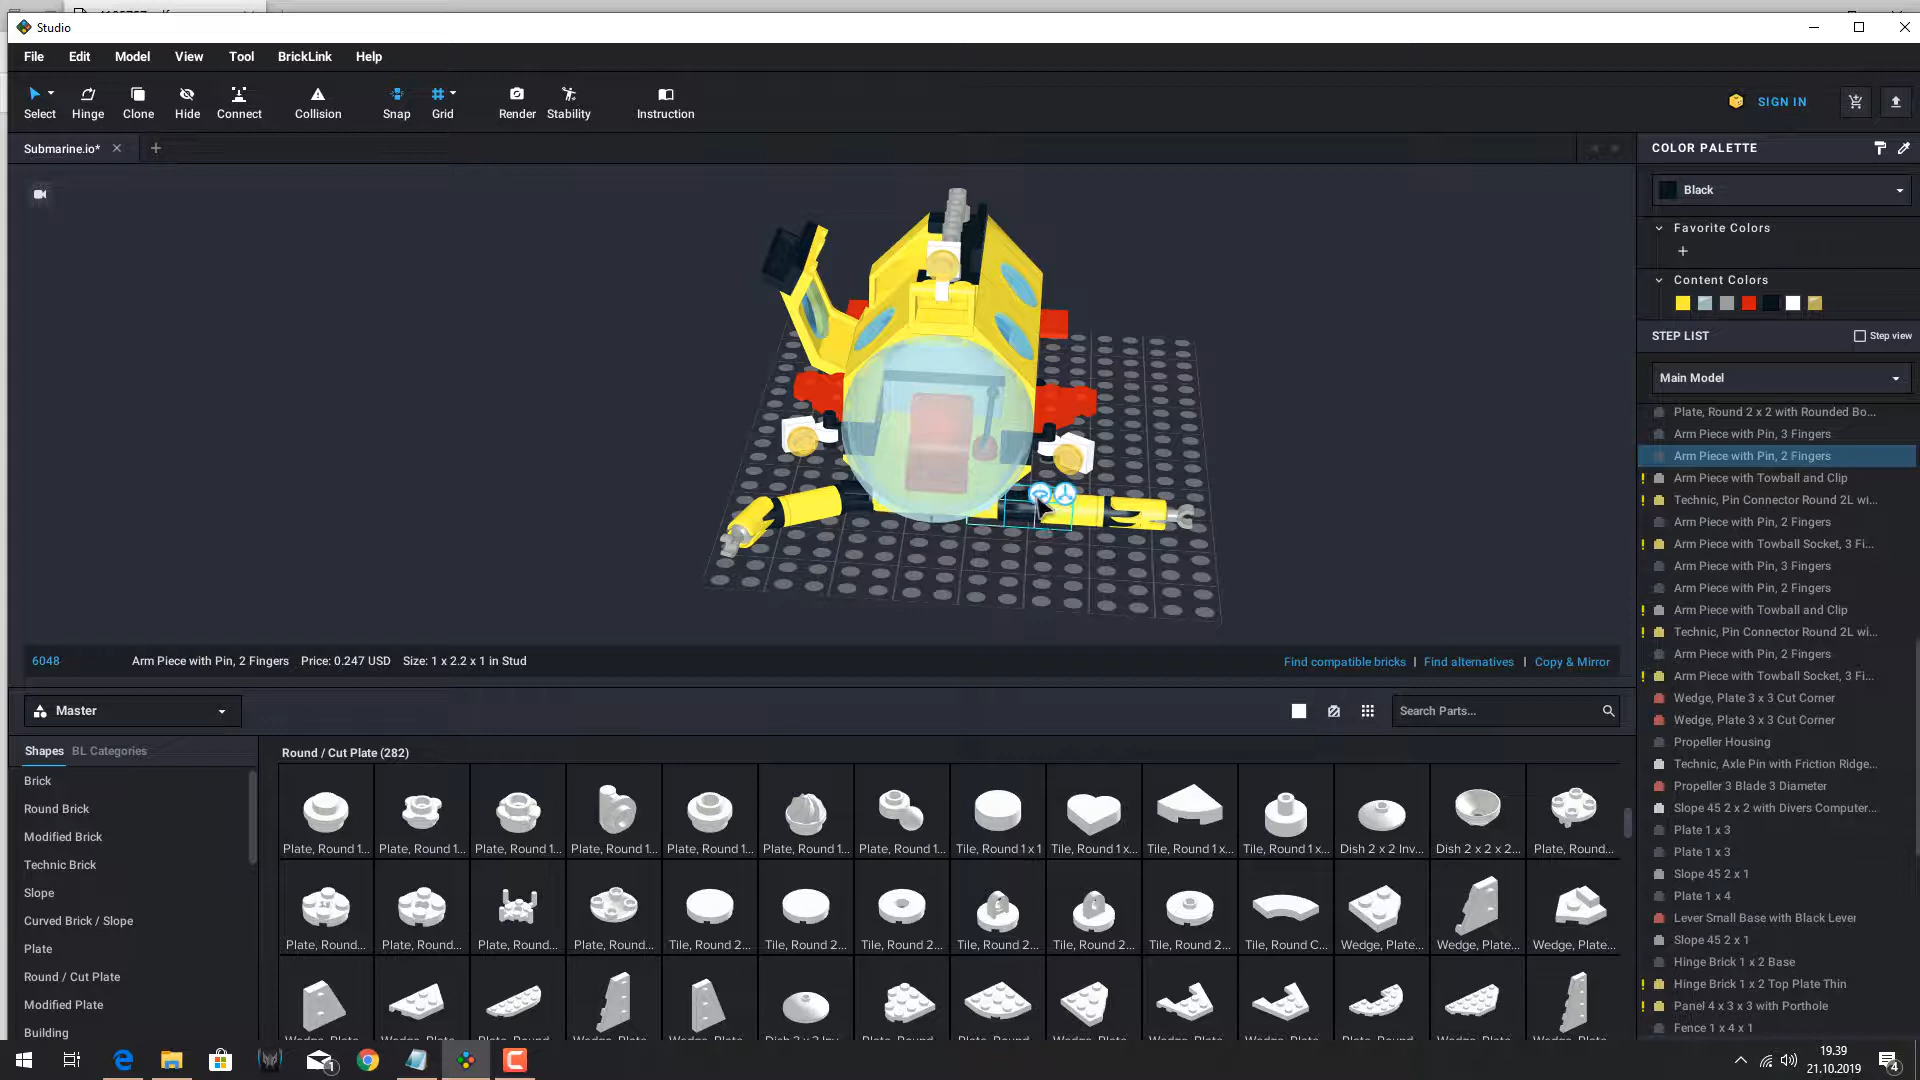 Studio
File Edit Model View Tool BrickLink Help
Select Hinge Clone Hide Connect Collision Snap Grid Render Stability Instruction
SIGN IN
Submarine.io*
COLOR PALETTE
Black
Favorite Colors
Content Colors
STEP LIST
Step view
Main Model
Plate, Round 2 x 2 with Rounded Bo...
Arm Piece with Pin, 3 Fingers
Arm Piece with Pin, 2 Fingers
Arm Piece with Towball and Clip
Technic, Pin Connector Round 2L wi...
Arm Piece with Pin, 2 Fingers
Arm Piece with Towball Socket, 3 Fi...
Arm Piece with Pin, 3 Fingers
Arm Piece with Pin, 2 Fingers
Arm Piece with Towball and Clip
Technic, Pin Connector Round 2L wi...
Arm Piece with Pin, 2 Fingers
Arm Piece with Towball Socket, 3 Fi...
Wedge, Plate 3 x 3 Cut Corner
Wedge, Plate 3 x 3 Cut Corner
Propeller Housing
Technic, Axle Pin with Friction Ridge...
Propeller 3 Blade 3 Diameter
Slope 45 2 x 2 with Divers Computer...
Plate 1 x 3
Plate 1 x 3
Slope 45 2 x 1
Plate 1 x 4
Lever Small Base with Black Lever
Slope 45 2 x 1
Hinge Brick 1 x 2 Base
Hinge Brick 1 x 2 Top Plate Thin
Panel 4 x 3 x 3 with Porthole
Fence 1 x 4 x 1
6048 Arm Piece with Pin, 2 Fingers Price: 0.247 USD Size: 1 x 2.2 x 1 in Stud
Find compatible bricks | Find alternatives | Copy & Mirror
Master
Search Parts...
Shapes BL Categories
Brick
Round Brick
Modified Brick
Technic Brick
Slope
Curved Brick / Slope
Plate
Round / Cut Plate
Modified Plate
Building
Round / Cut Plate (282)
Plate, Round 1... Plate, Round 1... Plate, Round 1... Plate, Round 1... Plate, Round 1... Plate, Round 1... Plate, Round 1... Tile, Round 1 x 1 Tile, Round 1 x... Tile, Round 1 x... Tile, Round 1 x... Dish 2 x 2 Inv... Dish 2 x 2 x 2... Plate, Round...
Plate, Round... Plate, Round... Plate, Round... Plate, Round... Tile, Round 2... Tile, Round 2... Tile, Round 2... Tile, Round 2... Tile, Round 2... Tile, Round 2... Tile, Round C... Wedge, Plate... Wedge, Plate... Wedge, Plate...
1
19.39
21.10.2019
4